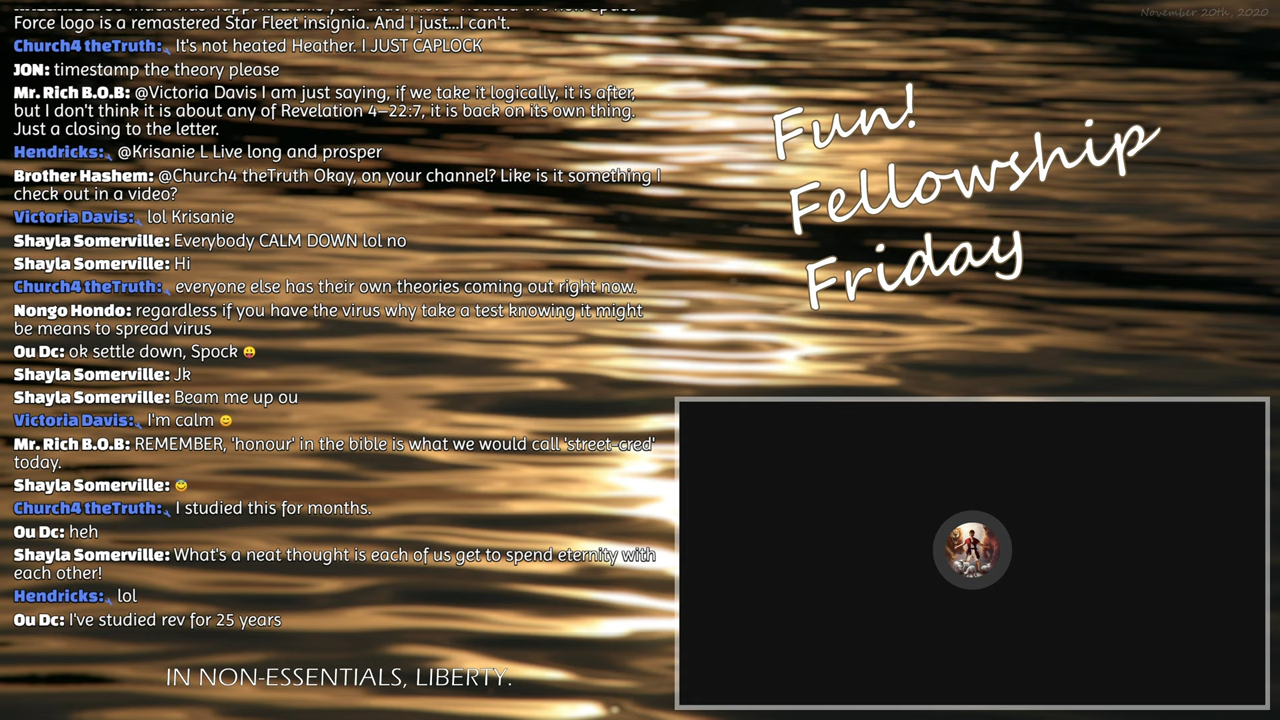 Force logo is a remastered Star Fleet insignia. And I just...I can't.
Church4 theTruth: It's not heated Heather. I JUST CAPLOCK
JON: timestamp the theory please
Mr. Rich B.O.B: @Victoria Davis I am just saying, if we take it logically, it is after,
but I don't think it is about any of Revelation 4–22:7, it is back on its own thing.
Just a closing to the letter.
Hendricks: @Krisanie L Live long and prosper
Brother Hashem: @Church4 theTruth Okay, on your channel? Like is it something I
check out in a video?
Victoria Davis: lol Krisanie
Shayla Somerville: Everybody CALM DOWN lol no
Shayla Somerville: Hi
Church4 theTruth: everyone else has their own theories coming out right now.
Nongo Hondo: regardless if you have the virus why take a test knowing it might
be means to spread virus
Ou Dc: ok settle down, Spock 😛
Shayla Somerville: Jk
Shayla Somerville: Beam me up ou
Victoria Davis: I'm calm 😊
Mr. Rich B.O.B: REMEMBER, 'honour' in the bible is what we would call 'street-cred'
today.
Shayla Somerville: 😇
Church4 theTruth: I studied this for months.
Ou Dc: heh
Shayla Somerville: What's a neat thought is each of us get to spend eternity with
each other!
Hendricks: lol
Ou Dc: I've studied rev for 25 years
IN NON-ESSENTIALS, LIBERTY.
November 20th, 2020
Fun!
Fellowship
Friday